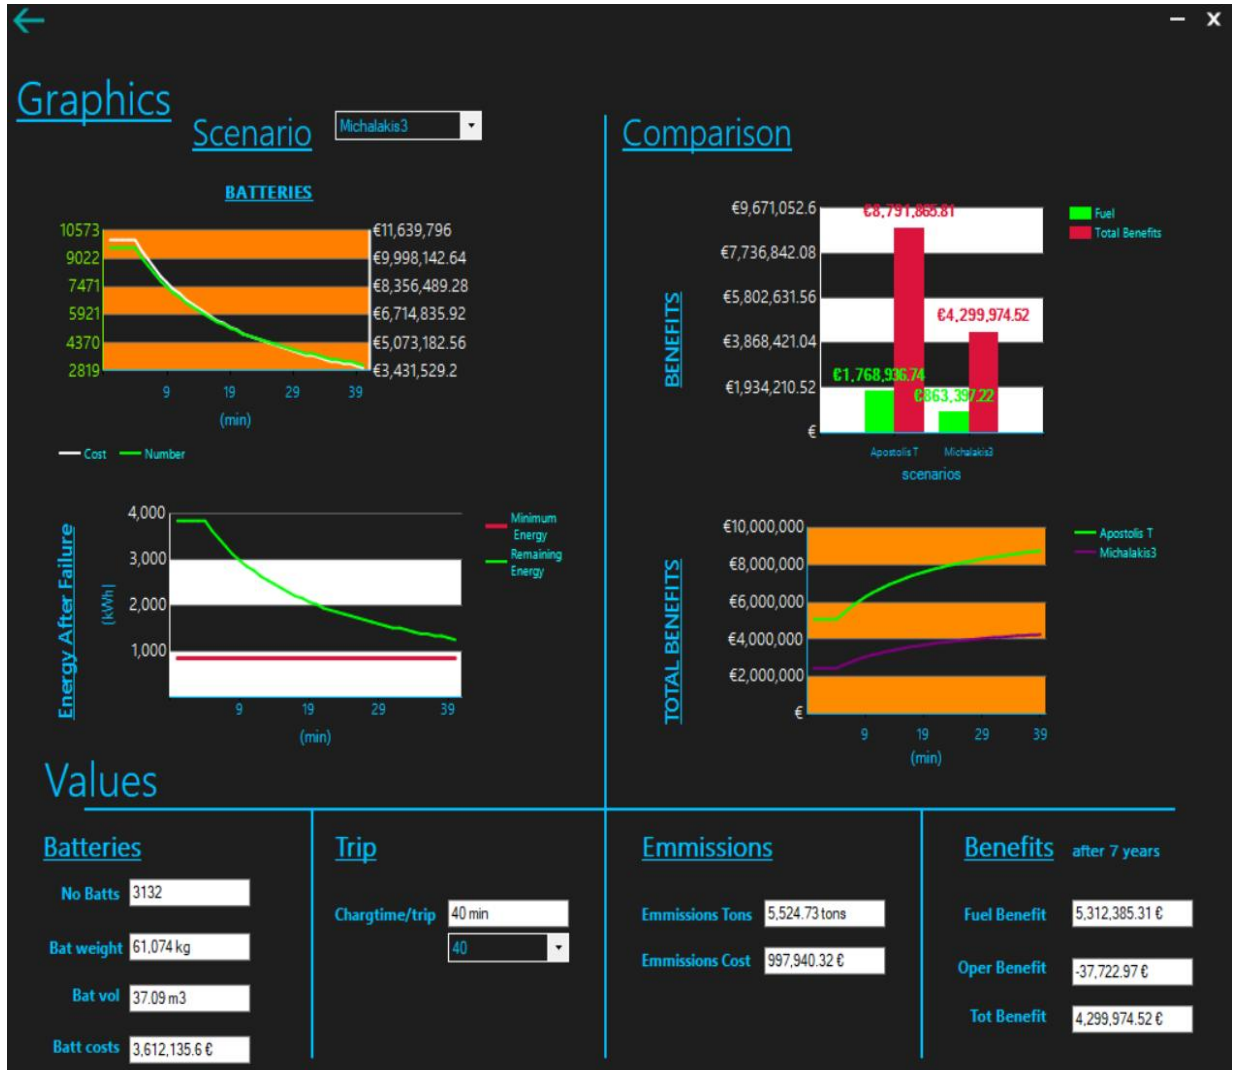 Graphics
Scenario
Michalakis3
BATTERIES
10573
9022
7471
5921
4370
2819
€11,639,796
€9,998,142.64
€8,356,489.28
€6,714,835.92
€5,073,182.56
€3,431,529.2
9 19 29 39
(min)
Cost Number
Energy After Failure
(kWh)
4,000
3,000
2,000
1,000
9 19 29 39
(min)
Minimum
Energy
Remaining
Energy
Comparison
BENEFITS
€9,671,052.6
€7,736,842.08
€5,802,631.56
€3,868,421.04
€1,934,210.52
€
€8,791,865.81
€4,299,974.52
€1,768,936.74
€863,397.22
Apostolis T Michalakis3
scenarios
Fuel
Total Benefits
TOTAL BENEFITS
€10,000,000
€8,000,000
€6,000,000
€4,000,000
€2,000,000
€
9 19 29 39
(min)
Apostolis T
Michalakis3
Values
Batteries
No Batts 3132
Bat weight 61,074 kg
Bat vol 37.09 m3
Batt costs 3,612,135.6 €
Trip
Chargtime/trip 40 min
40
Emmissions
Emmissions Tons 5,524.73 tons
Emmissions Cost 997,940.32 €
Benefits after 7 years
Fuel Benefit 5,312,385.31 €
Oper Benefit -37,722.97 €
Tot Benefit 4,299,974.52 €